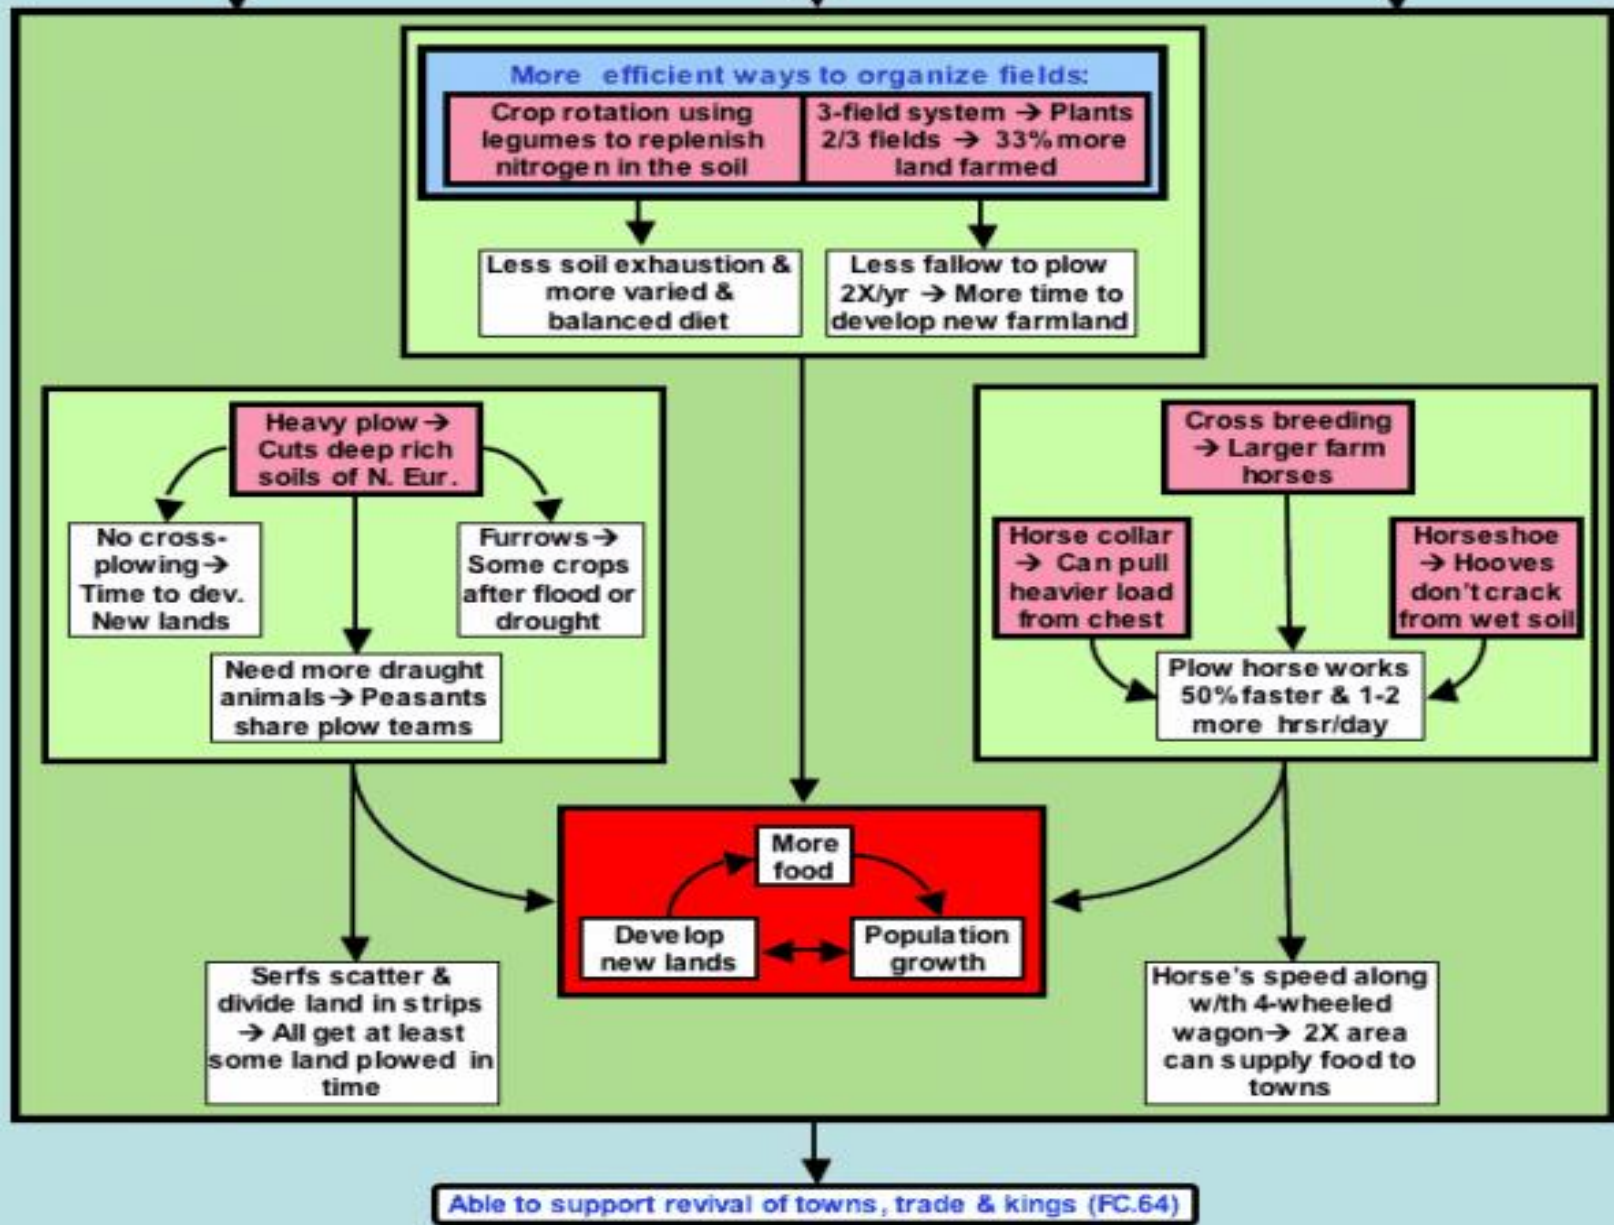 More efficient ways to organize fields:
Crop rotation using
legumes to replenish
nitrogen in the soil
3-field system → Plants
2/3 fields → 33% more
land farmed
Less soil exhaustion &
more varied &
balanced diet
Less fallow to plow
2X/yr → More time to
develop new farmland
Heavy plow →
Cuts deep rich
soils of N. Eur.
No cross-
plowing →
Time to dev.
New lands
Furrows →
Some crops
after flood or
drought
Need more draught
animals → Peasants
share plow teams
Cross breeding
→ Larger farm
horses
Horse collar
→ Can pull
heavier load
from chest
Horseshoe
→ Hooves
don't crack
from wet soil
Plow horse works
50% faster & 1-2
more hrsr/day
More
food
Develop
new lands
Population
growth
Serfs scatter &
divide land in strips
→ All get at least
some land plowed in
time
Horse's speed along
w/th 4-wheeled
wagon → 2X area
can supply food to
towns
Able to support revival of towns, trade & kings (FC.64)